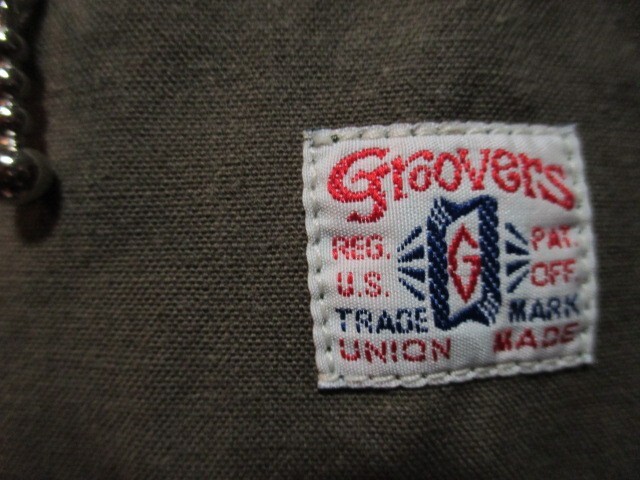 Groovers
REG. PAT.
G
U.S. OFF.
TRADE MARK
UNION MADE